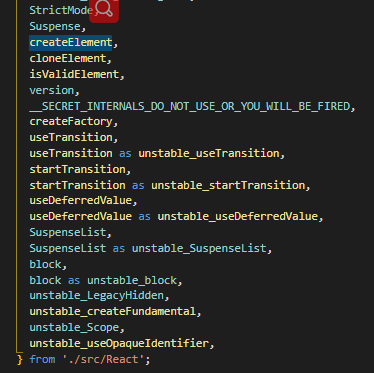 StrictMode,
Suspense,
createElement,
cloneElement,
isValidElement,
version,
__SECRET_INTERNALS_DO_NOT_USE_OR_YOU_WILL_BE_FIRED,
createFactory,
useTransition,
useTransition as unstable_useTransition,
startTransition,
startTransition as unstable_startTransition,
useDeferredValue,
useDeferredValue as unstable_useDeferredValue,
SuspenseList,
SuspenseList as unstable_SuspenseList,
block,
block as unstable_block,
unstable_LegacyHidden,
unstable_createFundamental,
unstable_Scope,
unstable_useOpaqueIdentifier,
} from './src/React';